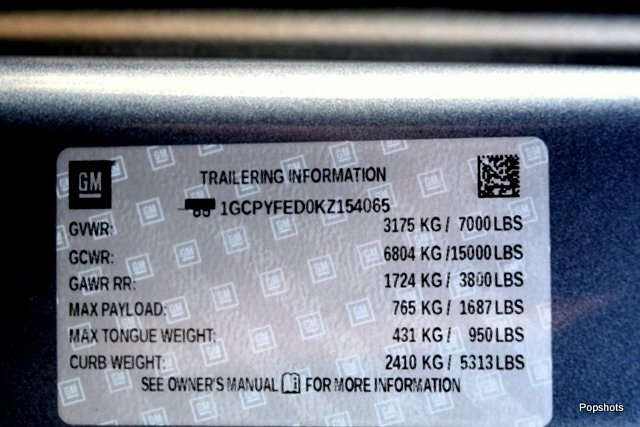 GM
TRAILERING INFORMATION
1GCPYFED0KZ154065
GVWR: 3175 KG / 7000 LBS
GCWR: 6804 KG /15000 LBS
GAWR RR: 1724 KG / 3800 LBS
MAX PAYLOAD: 765 KG / 1687 LBS
MAX TONGUE WEIGHT: 431 KG / 950 LBS
CURB WEIGHT: 2410 KG / 5313 LBS
SEE OWNER'S MANUAL FOR MORE INFORMATION
Popshots